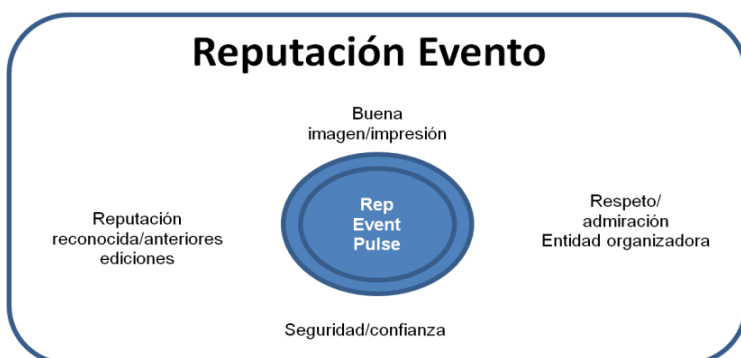 Reputación Evento
Buena
imagen/impresión
Reputación
reconocida/anteriores
ediciones
Rep
Event
Pulse
Respeto/
admiración
Entidad organizadora
Seguridad/confianza